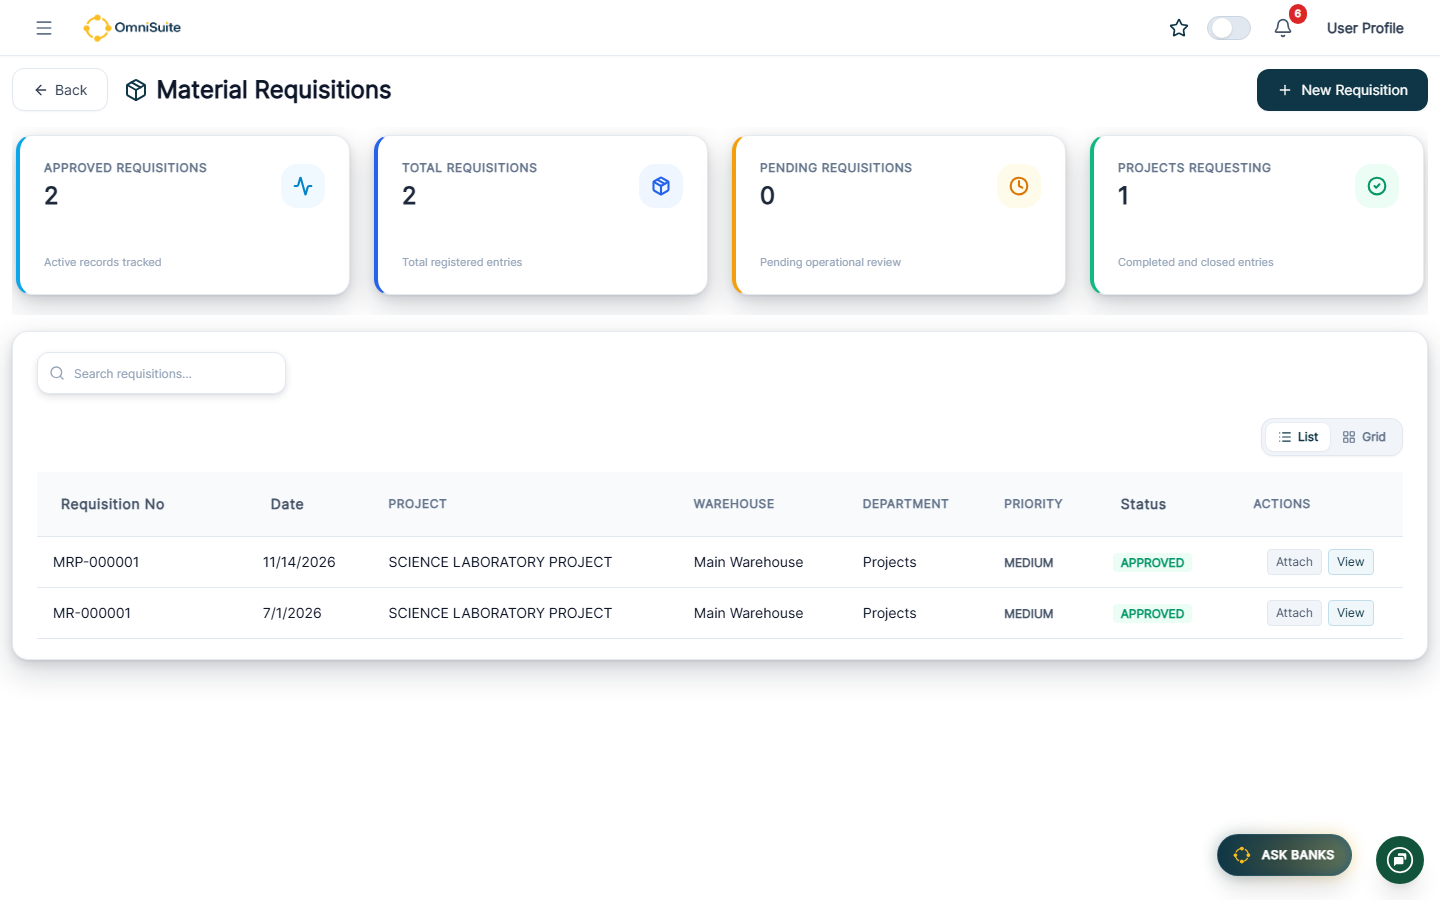 OmniSuite
6
User Profile
Back
Material Requisitions
New Requisition
APPROVED REQUISITIONS
2
Active records tracked
TOTAL REQUISITIONS
2
Total registered entries
PENDING REQUISITIONS
0
Pending operational review
PROJECTS REQUESTING
1
Completed and closed entries
Search requisitions...
List
Grid
Requisition No Date PROJECT WAREHOUSE DEPARTMENT PRIORITY Status ACTIONS
MRP-000001 11/14/2026 SCIENCE LABORATORY PROJECT Main Warehouse Projects MEDIUM APPROVED Attach View
MR-000001 7/1/2026 SCIENCE LABORATORY PROJECT Main Warehouse Projects MEDIUM APPROVED Attach View
ASK BANKS